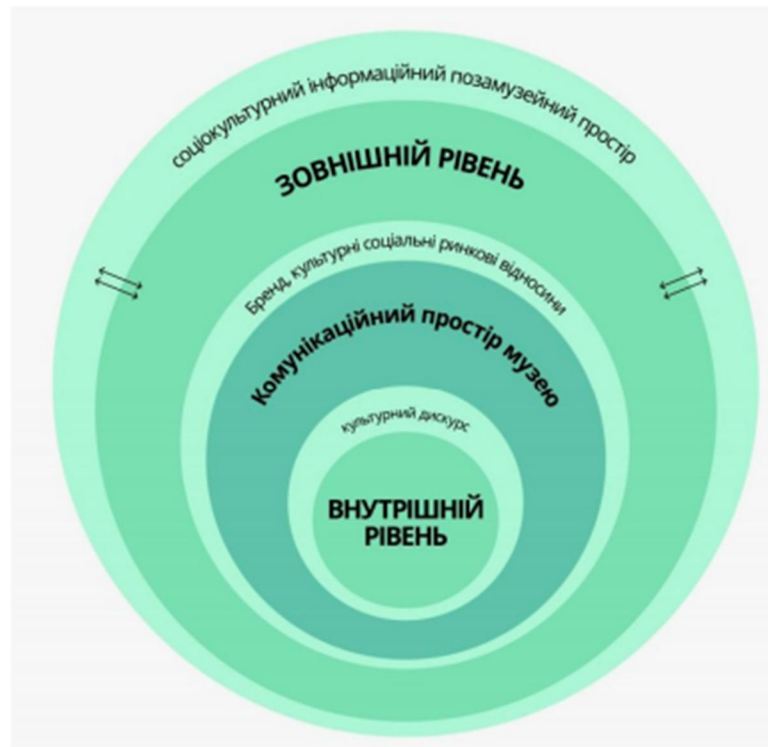 соціокультурний інформаційний позамузейний простір
ЗОВНІШНІЙ РІВЕНЬ
Бренд, культурні соціальні ринкові відносини
Комунікаційний простір музею
культурний дискурс
ВНУТРІШНІЙ
РІВЕНЬ